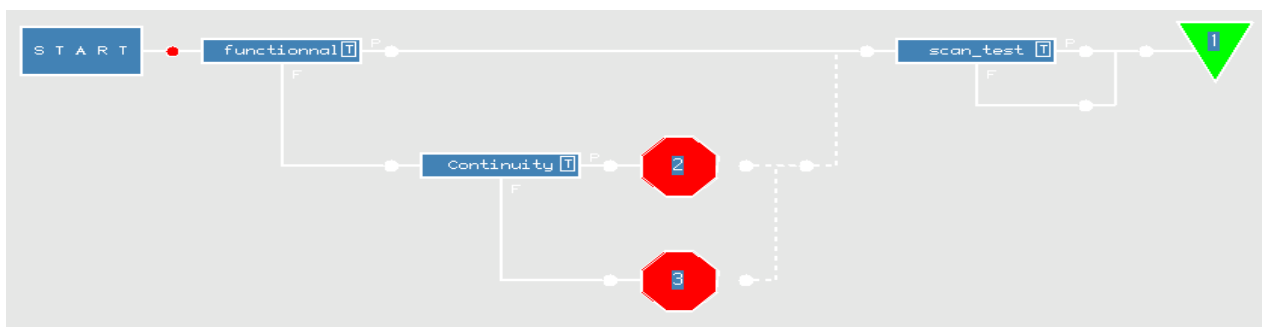 START
functionnal T P
F
scan_test T P
F
1
Continuity T P
F
2
3